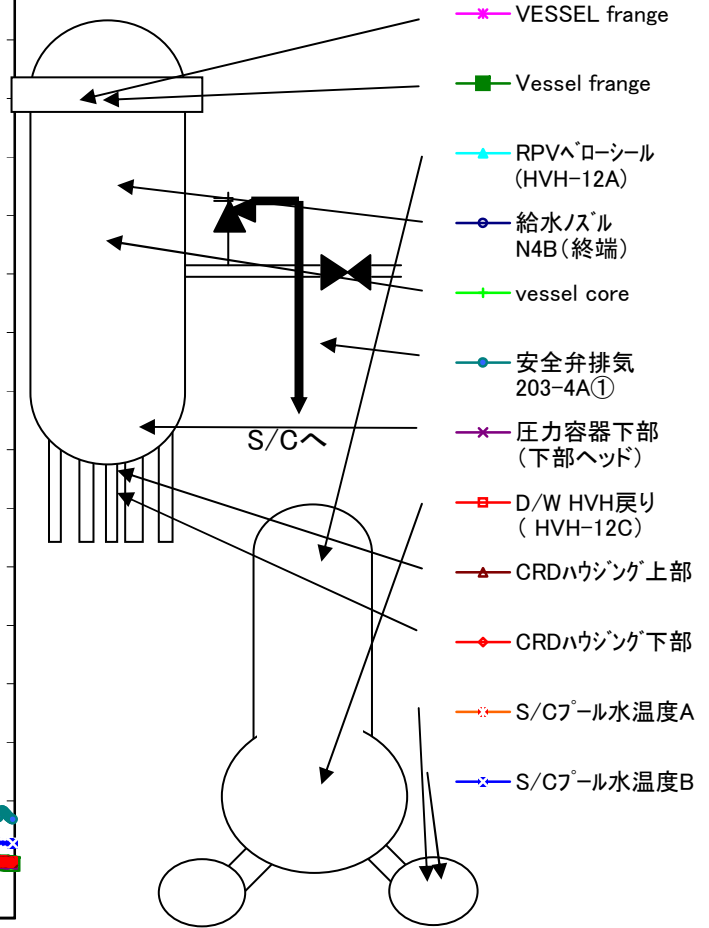 VESSEL frange
Vessel frange
RPVベローシール
(HVH-12A)
給水ノズル
N4B(終端)
vessel core
安全弁排気
203-4A①
圧力容器下部
(下部ヘッド)
D/W HVH戻り
( HVH-12C)
CRDハウジング上部
CRDハウジング下部
S/Cプール水温度A
S/Cプール水温度B
S/Cへ